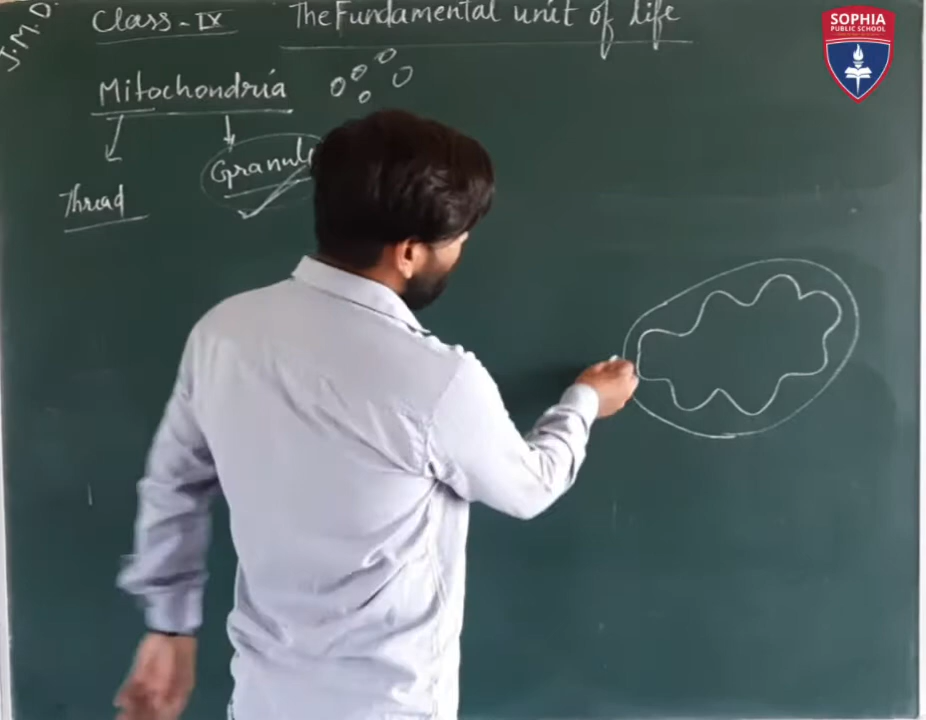 J.M.D.
Class-IX
The Fundamental unit of life
SOPHIA
PUBLIC SCHOOL
Mitochondria
Thread